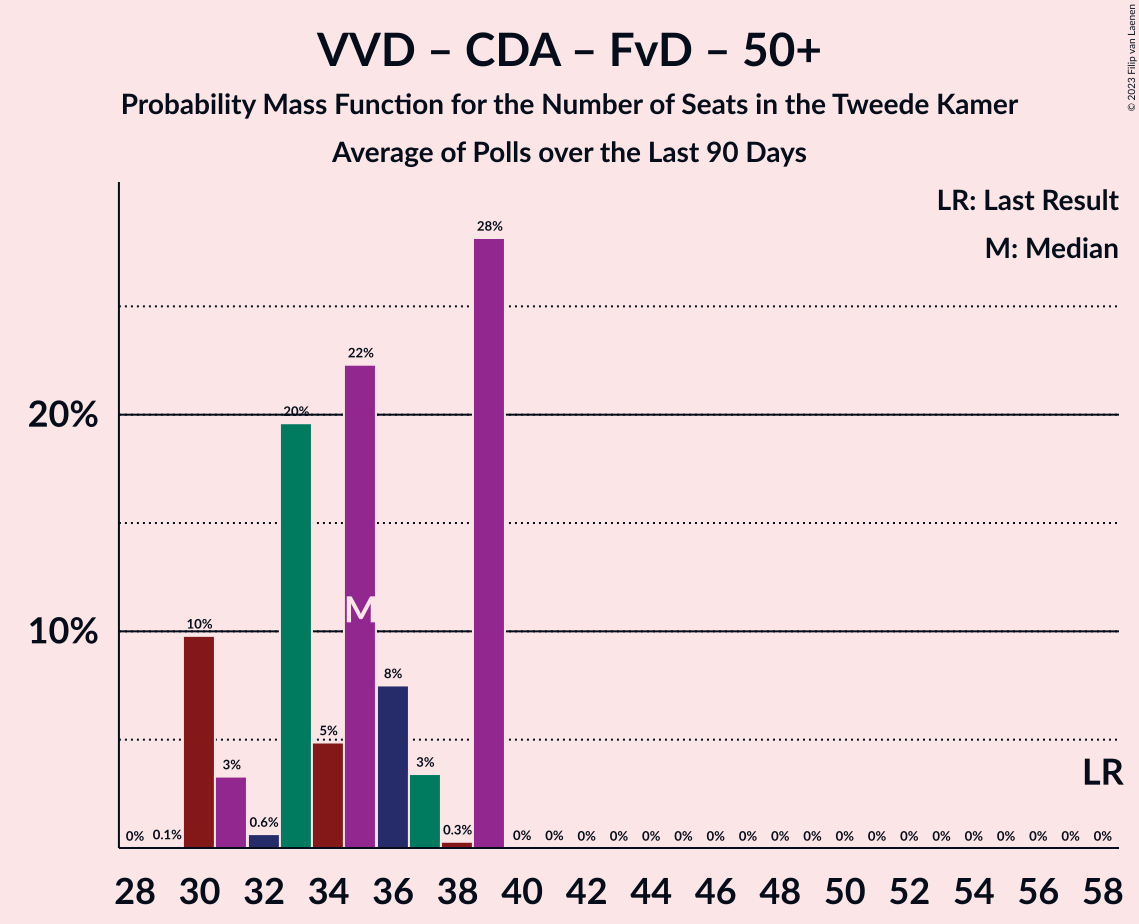 VVD – CDA – FvD – 50+
Probability Mass Function for the Number of Seats in the Tweede Kamer
Average of Polls over the Last 90 Days
© 2023 Filip van Laenen
LR: Last Result
M: Median
20%
10%
0% 0.1% 10% 3% 0.6% 20% 5% 22% 8% 3% 0.3% 28% 0% 0% 0% 0% 0% 0% 0% 0% 0% 0% 0% 0% 0% 0% 0% 0% 0% 0% 0%
M
LR
28 30 32 34 36 38 40 42 44 46 48 50 52 54 56 58